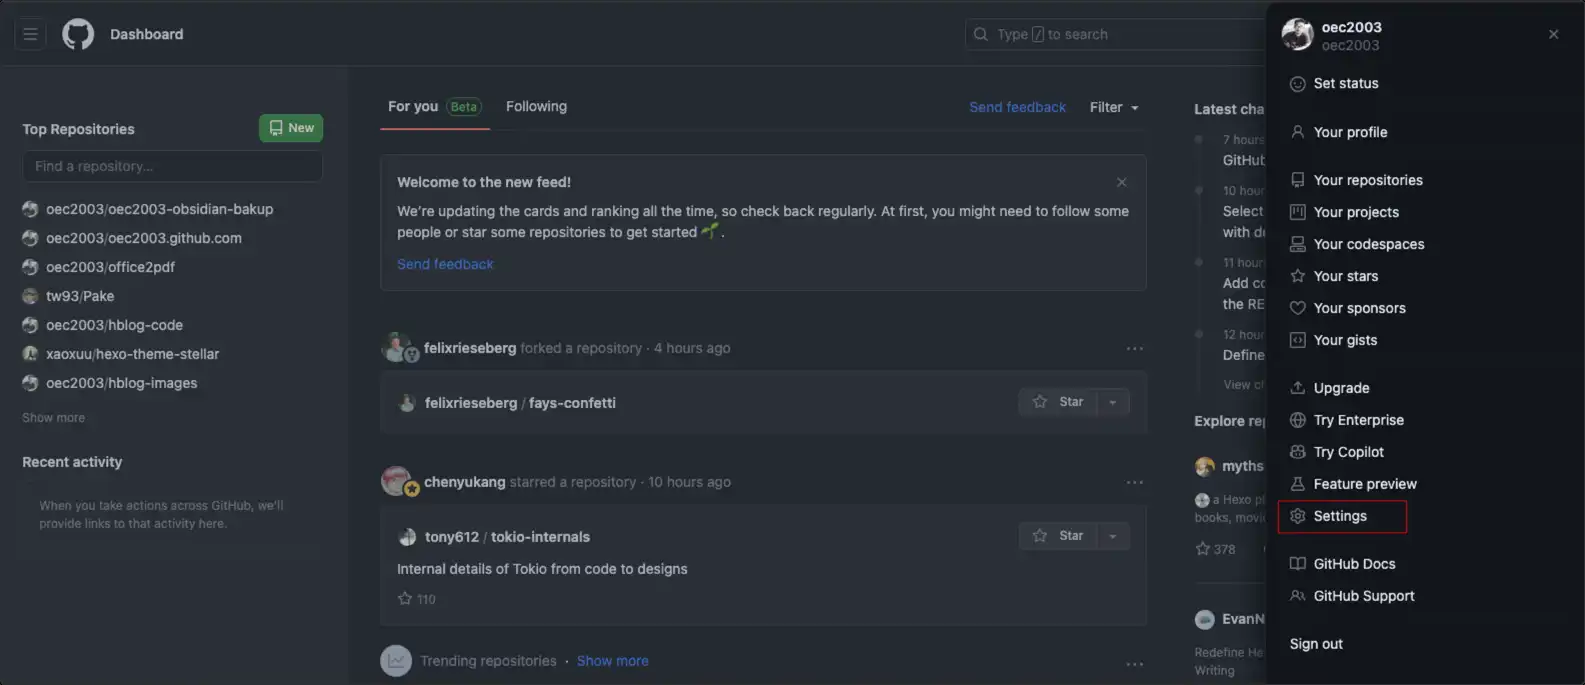 Dashboard
Type / to search
Top Repositories
New
Find a repository...
oec2003/oec2003-obsidian-bakup
oec2003/oec2003.github.com
oec2003/office2pdf
tw93/Pake
oec2003/hblog-code
xaoxuu/hexo-theme-stellar
oec2003/hblog-images
Show more
Recent activity
When you take actions across GitHub, we'll
provide links to that activity here.
For you Beta
Following
Send feedback
Filter
Welcome to the new feed!
We're updating the cards and ranking all the time, so check back regularly. At first, you might need to follow some
people or star some repositories to get started .
Send feedback
felixrieseberg forked a repository · 4 hours ago
felixrieseberg / fays-confetti
Star
chenyukang starred a repository · 10 hours ago
tony612 / tokio-internals
Star
Internal details of Tokio from code to designs
110
Trending repositories · Show more
Latest cha
7 hours
GitHub
10 hour
Select
with de
11 hour
Add co
the RE
12 hour
Define
View ch
Explore rep
myths
a Hexo pl
books, movi
378
EvanN
Redefine He
Writing
oec2003
oec2003
Set status
Your profile
Your repositories
Your projects
Your codespaces
Your stars
Your sponsors
Your gists
Upgrade
Try Enterprise
Try Copilot
Feature preview
Settings
GitHub Docs
GitHub Support
Sign out